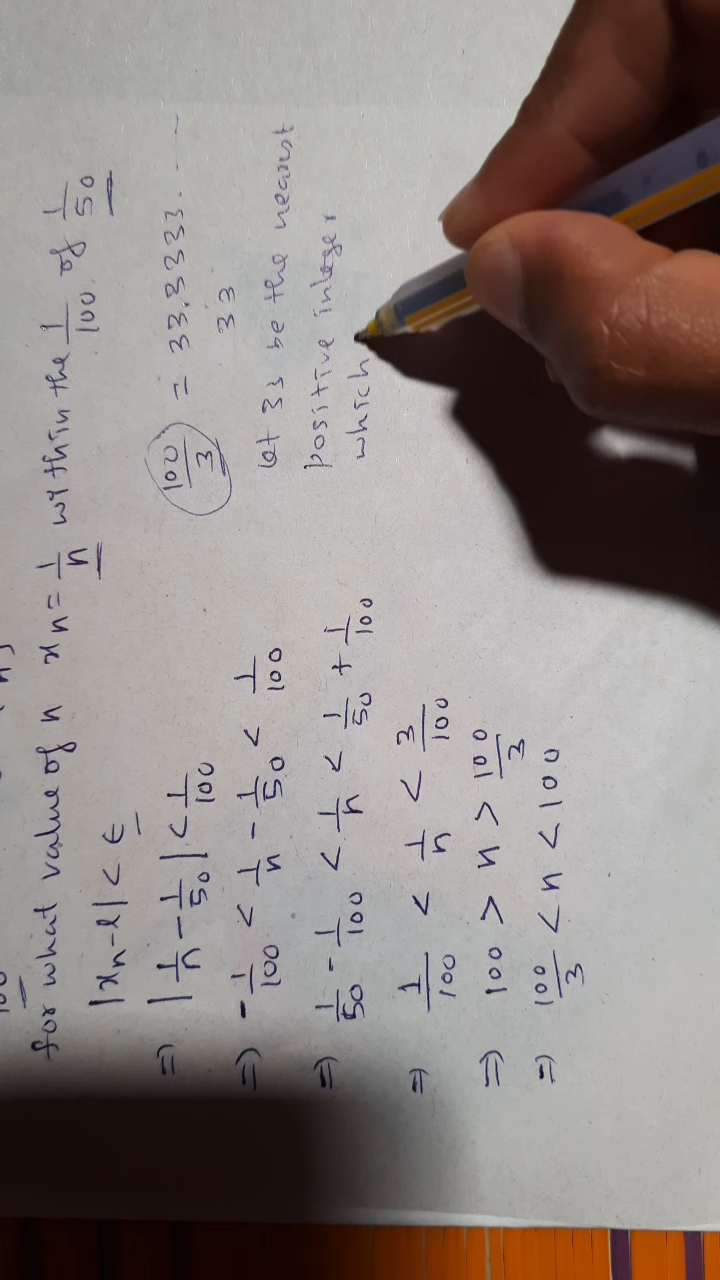 for what value of n x_n = 1/n within the 1/100 of 1/50
|x_n - l| < ε
⇒ |1/n - 1/50| < 1/100
⇒ -1/100 < 1/n - 1/50 < 1/100
⇒ 1/50 - 1/100 < 1/n < 1/50 + 1/100
⇒ 1/100 < 1/n < 3/100
⇒ 100 > n > 100/3
⇒ 100/3 < n < 100
100/3 = 33.3333.....
33
let 33 be the nearest
positive integer
which